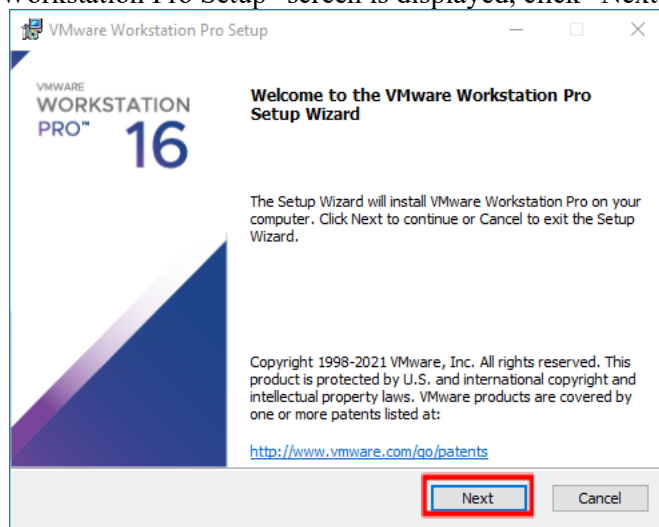 Workstation Pro Setup" screen is displayed, click "Next
VMware Workstation Pro Setup
VMWARE
WORKSTATION
PRO™
16
Welcome to the VMware Workstation Pro
Setup Wizard
The Setup Wizard will install VMware Workstation Pro on your
computer. Click Next to continue or Cancel to exit the Setup
Wizard.
Copyright 1998-2021 VMware, Inc. All rights reserved. This
product is protected by U.S. and international copyright and
intellectual property laws. VMware products are covered by
one or more patents listed at:
http://www.vmware.com/go/patents
Next
Cancel